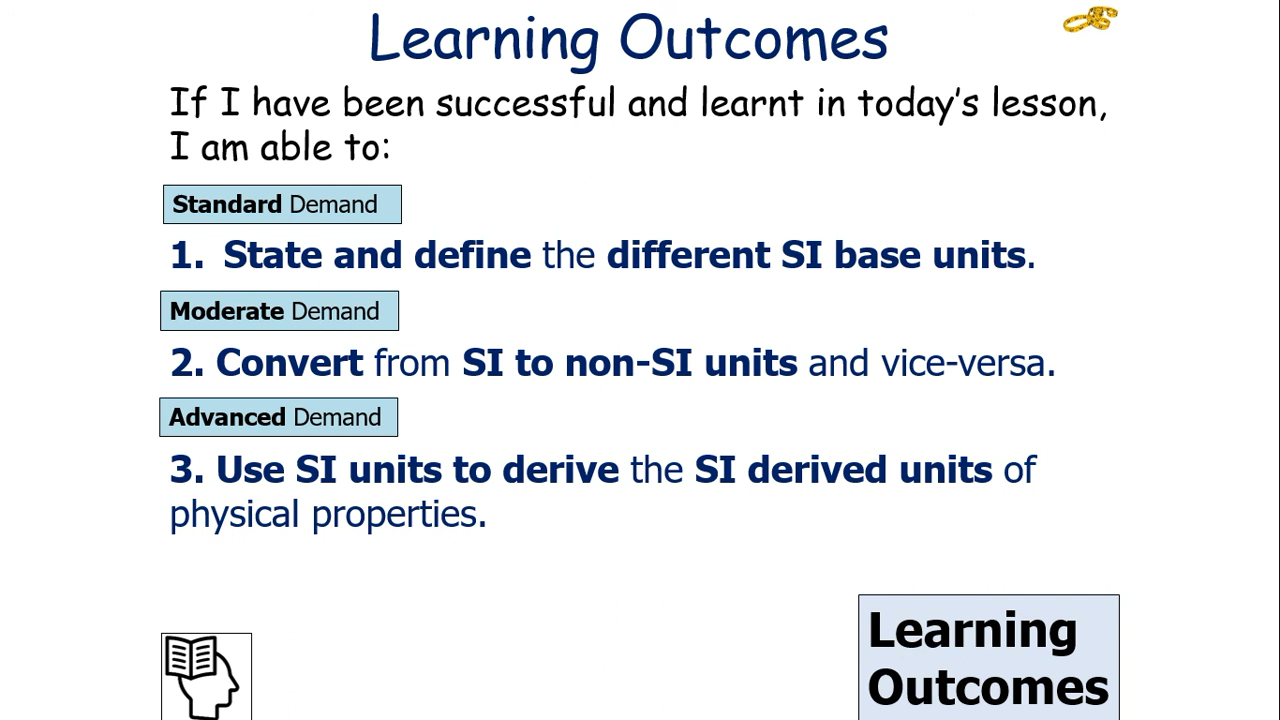 Learning Outcomes
If I have been successful and learnt in today's lesson,
I am able to:
Standard Demand
1. State and define the different SI base units.
Moderate Demand
2. Convert from SI to non-SI units and vice-versa.
Advanced Demand
3. Use SI units to derive the SI derived units of
physical properties.
Learning
Outcomes